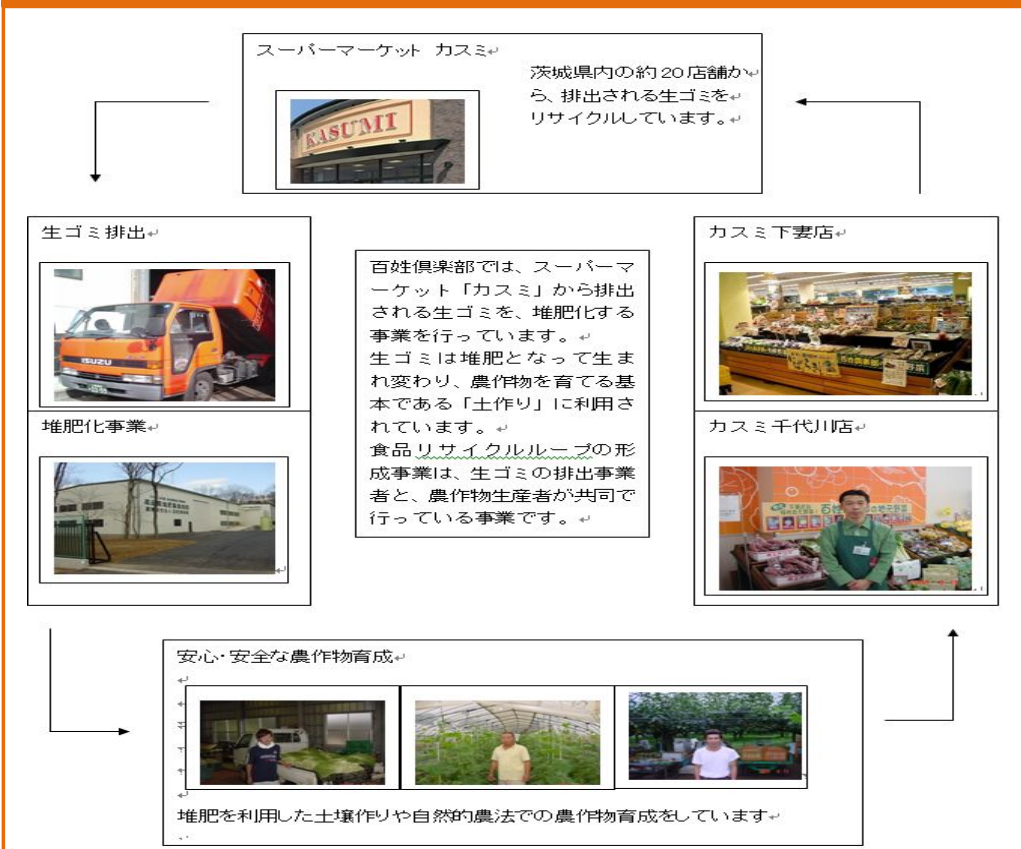 スーパーマーケット カスミ
茨城県内の約20店舗か
ら、排出される生ゴミを
リサイクルしています。
KASUMI
生ゴミ排出
ISUZU
堆肥化事業
百姓倶楽部では、スーパーマ
ーケット「カスミ」から排出
される生ゴミを、堆肥化する
事業を行っています。
生ゴミは堆肥となって生ま
れ変わり、農作物を育てる基
本である「土作り」に利用さ
れています。
食品リサイクルループの形
成事業は、生ゴミの排出事業
者と、農作物生産者が共同で
行っている事業です。
カスミ下妻店
カスミ千代川店
安心・安全な農作物育成
堆肥を利用した土壌作りや自然的農法での農作物育成をしています